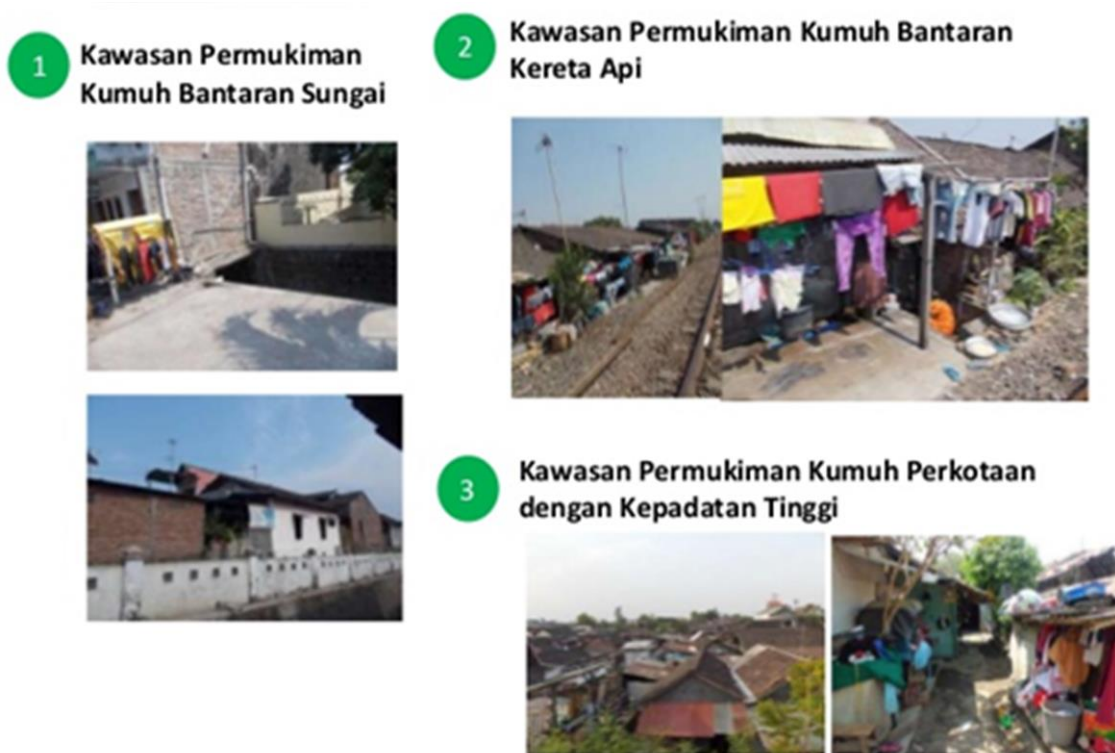 1
Kawasan Permukiman
Kumuh Bantaran Sungai
2
Kawasan Permukiman Kumuh Bantaran
Kereta Api
3
Kawasan Permukiman Kumuh Perkotaan
dengan Kepadatan Tinggi